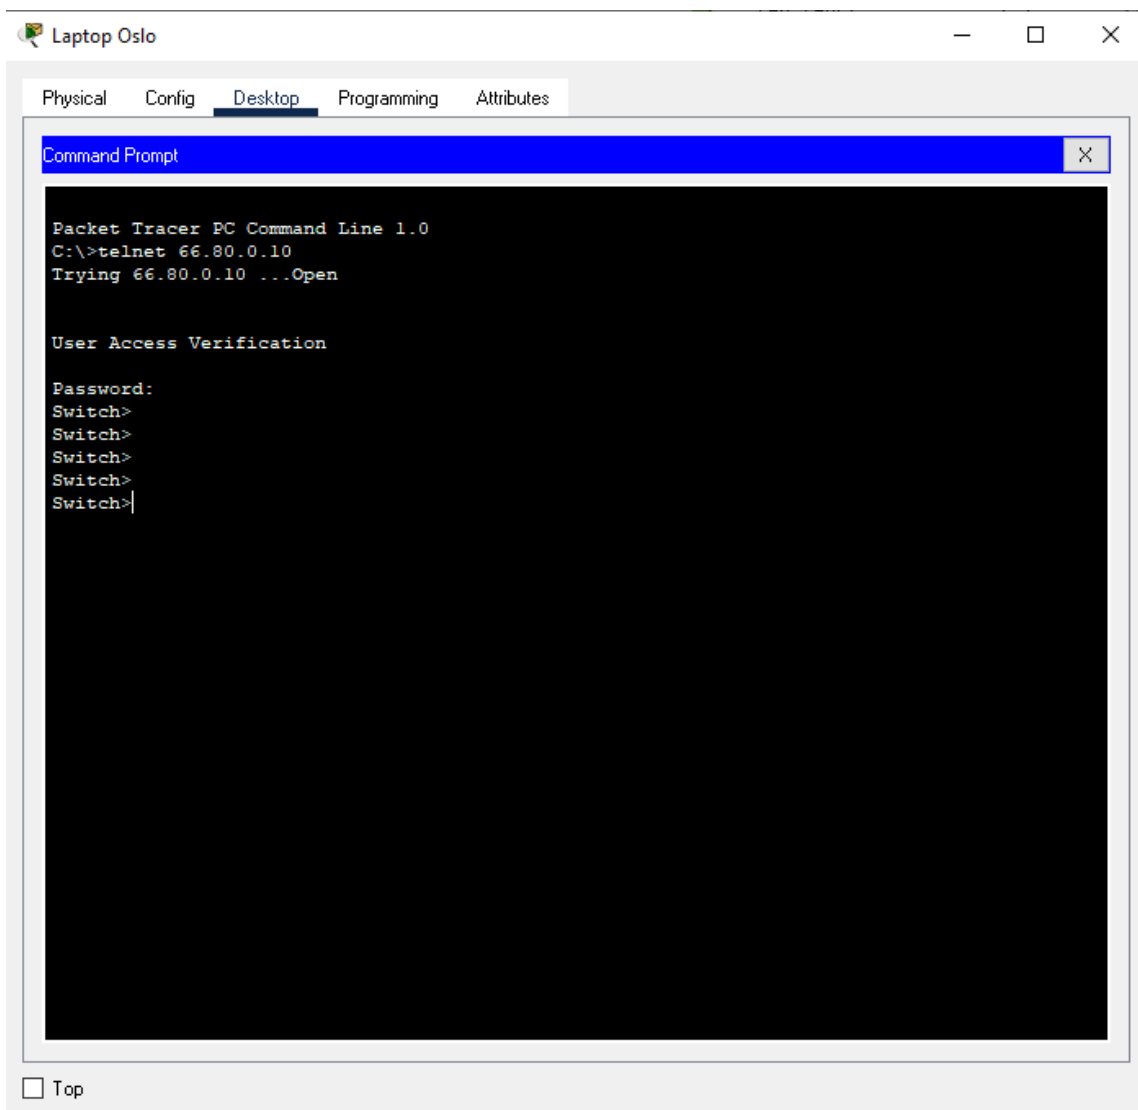 Laptop Oslo
Physical Config Desktop Programming Attributes
Command Prompt
X
Packet Tracer PC Command Line 1.0
C:\>telnet 66.80.0.10
Trying 66.80.0.10 ...Open
User Access Verification
Password:
Switch>
Switch>
Switch>
Switch>
Switch>
Top